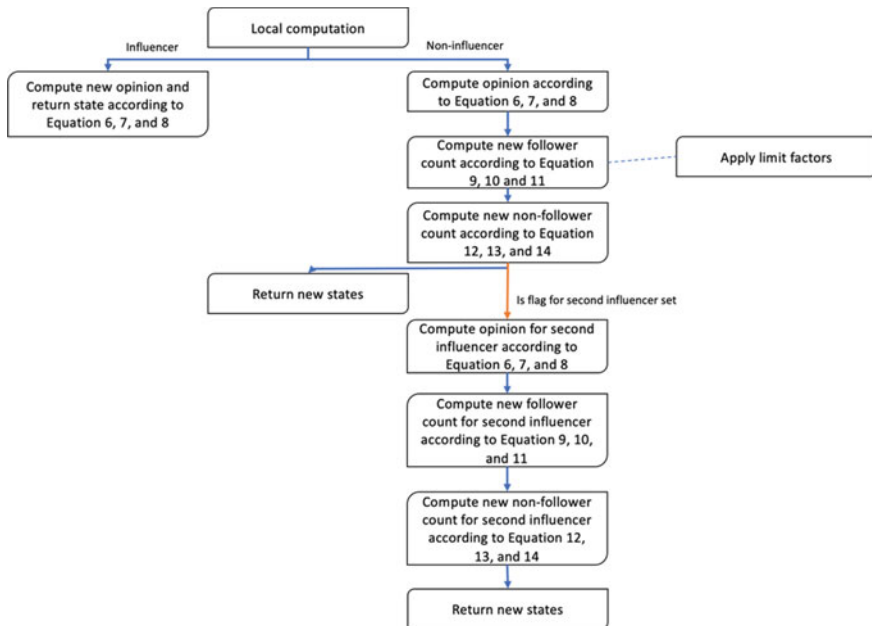 Local computation
Influencer
Non-influencer
Compute new opinion and
return state according to
Equation 6, 7, and 8
Compute opinion according
to Equation 6, 7, and 8
Compute new follower
count according to Equation
9, 10 and 11
Apply limit factors
Compute new non-follower
count according to Equation
12, 13, and 14
Return new states
Is flag for second influencer set
Compute opinion for second
influencer according to
Equation 6, 7, and 8
Compute new follower
count for second influencer
according to Equation 9, 10,
and 11
Compute new non-follower
count for second influencer
according to Equation 12,
13, and 14
Return new states